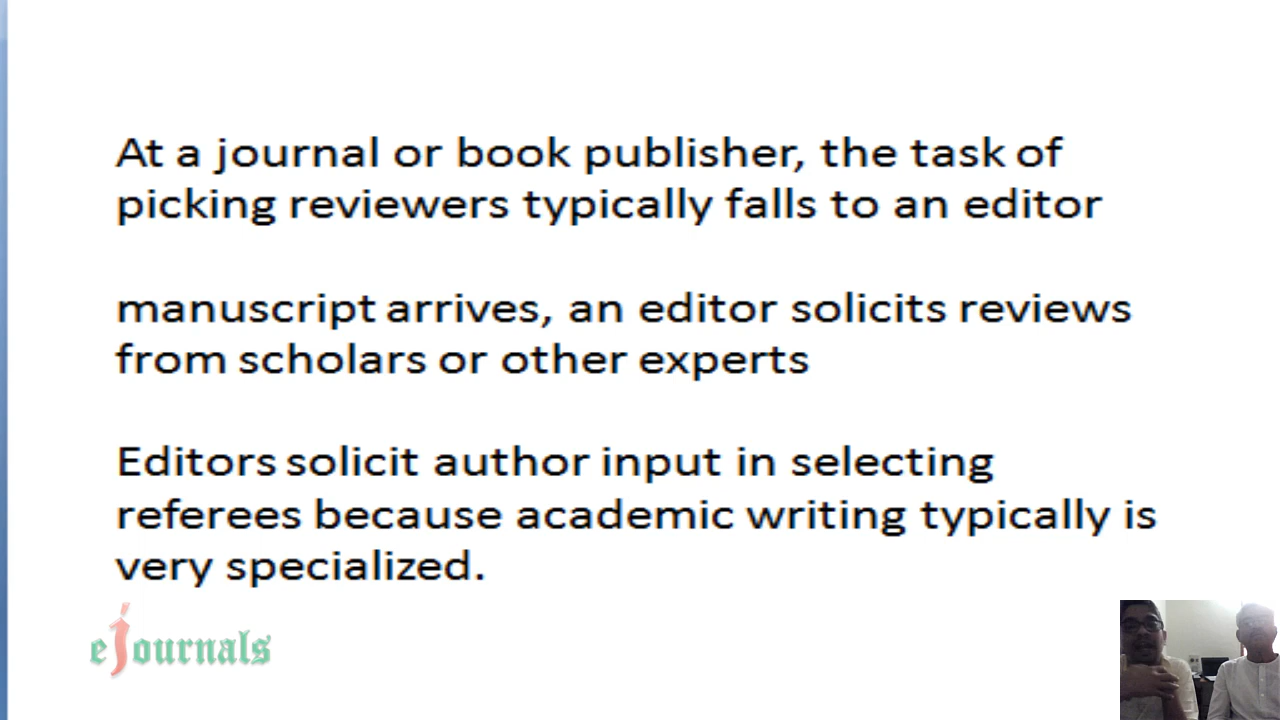 At a journal or book publisher, the task of
picking reviewers typically falls to an editor
manuscript arrives, an editor solicits reviews
from scholars or other experts
Editors solicit author input in selecting
referees because academic writing typically is
very specialized.
eJournals